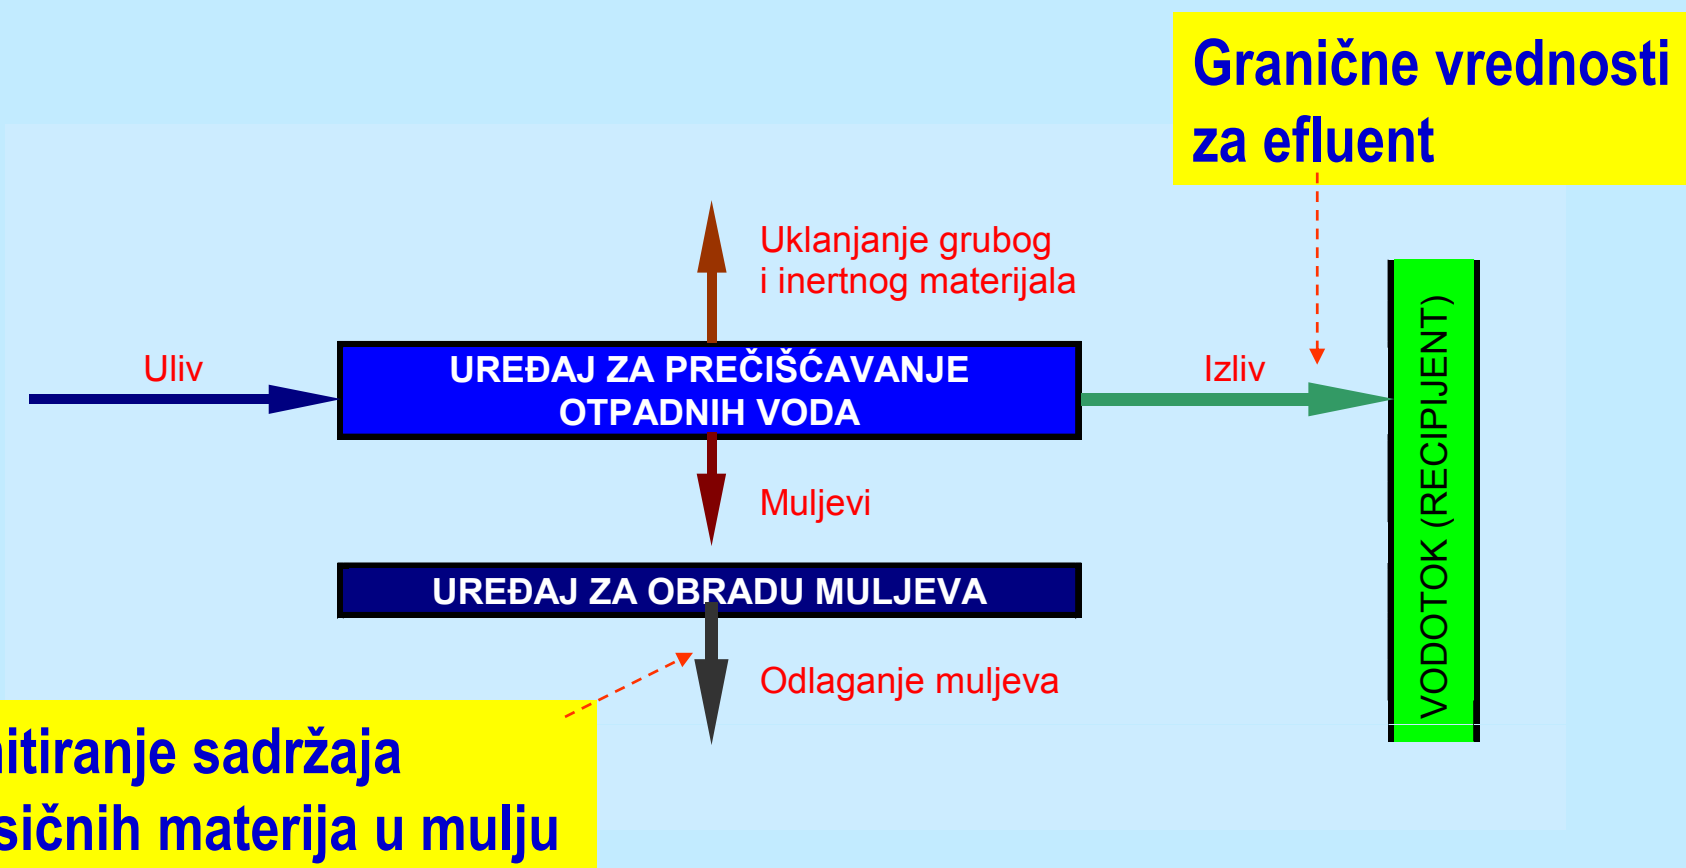 Granične vrednosti
za efluent
Uklanjanje grubog
i inertnog materijala
Uliv
UREĐAJ ZA PREČIŠĆAVANJE
OTPADNIH VODA
Izliv
VODOTOK (RECIPIJENT)
Muljevi
UREĐAJ ZA OBRADU MULJEVA
Odlaganje muljeva
nitiranje sadržaja
sičnih materija u mulju